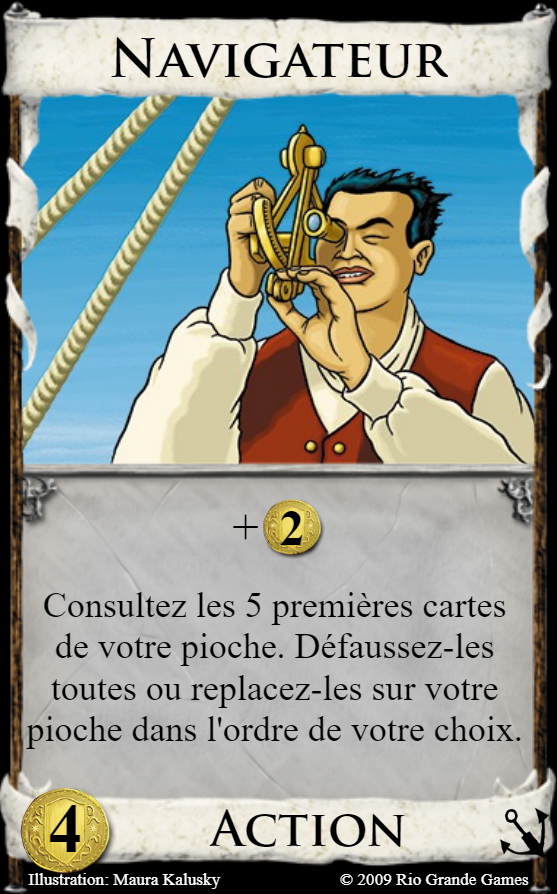 NAVIGATEUR
+2
Consultez les 5 premières cartes
de votre pioche. Défaussez-les
toutes ou replacez-les sur votre
pioche dans l'ordre de votre choix.
4 ACTION
Illustration: Maura Kalusky © 2009 Rio Grande Games